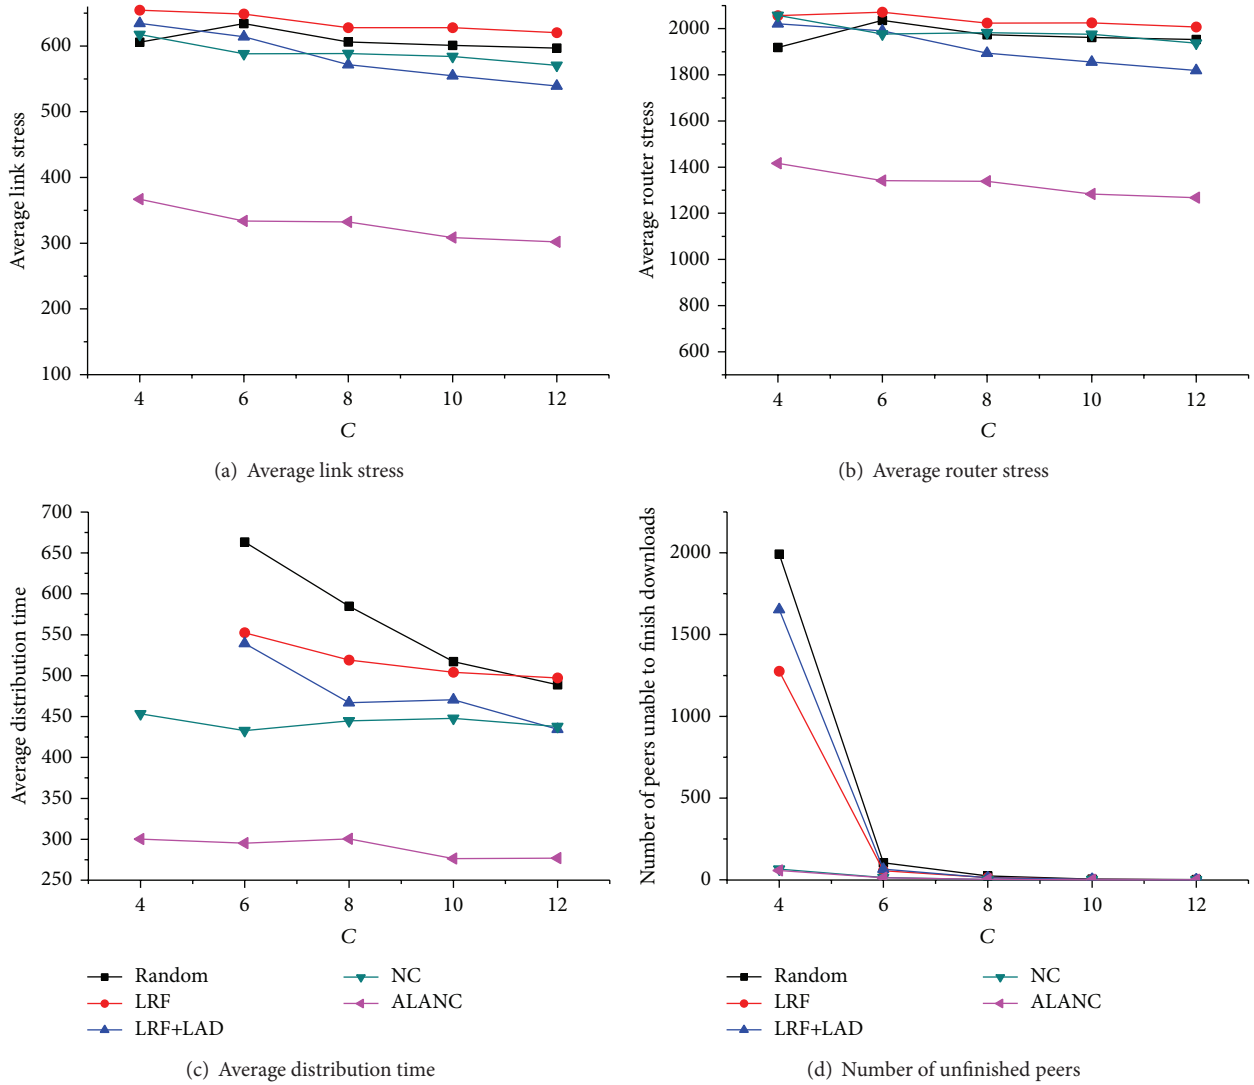 600
500
400
300
200
100
Average link stress
4 6 8 10 12
C
(a) Average link stress
2000
1800
1600
1400
1200
1000
800
600
Average router stress
4 6 8 10 12
C
(b) Average router stress
700
650
600
550
500
450
400
350
300
250
Average distribution time
4 6 8 10 12
C
Random
LRF
LRF+LAD
NC
ALANC
(c) Average distribution time
2000
1500
1000
500
0
Number of peers unable to finish downloads
4 6 8 10 12
C
Random
LRF
LRF+LAD
NC
ALANC
(d) Number of unfinished peers